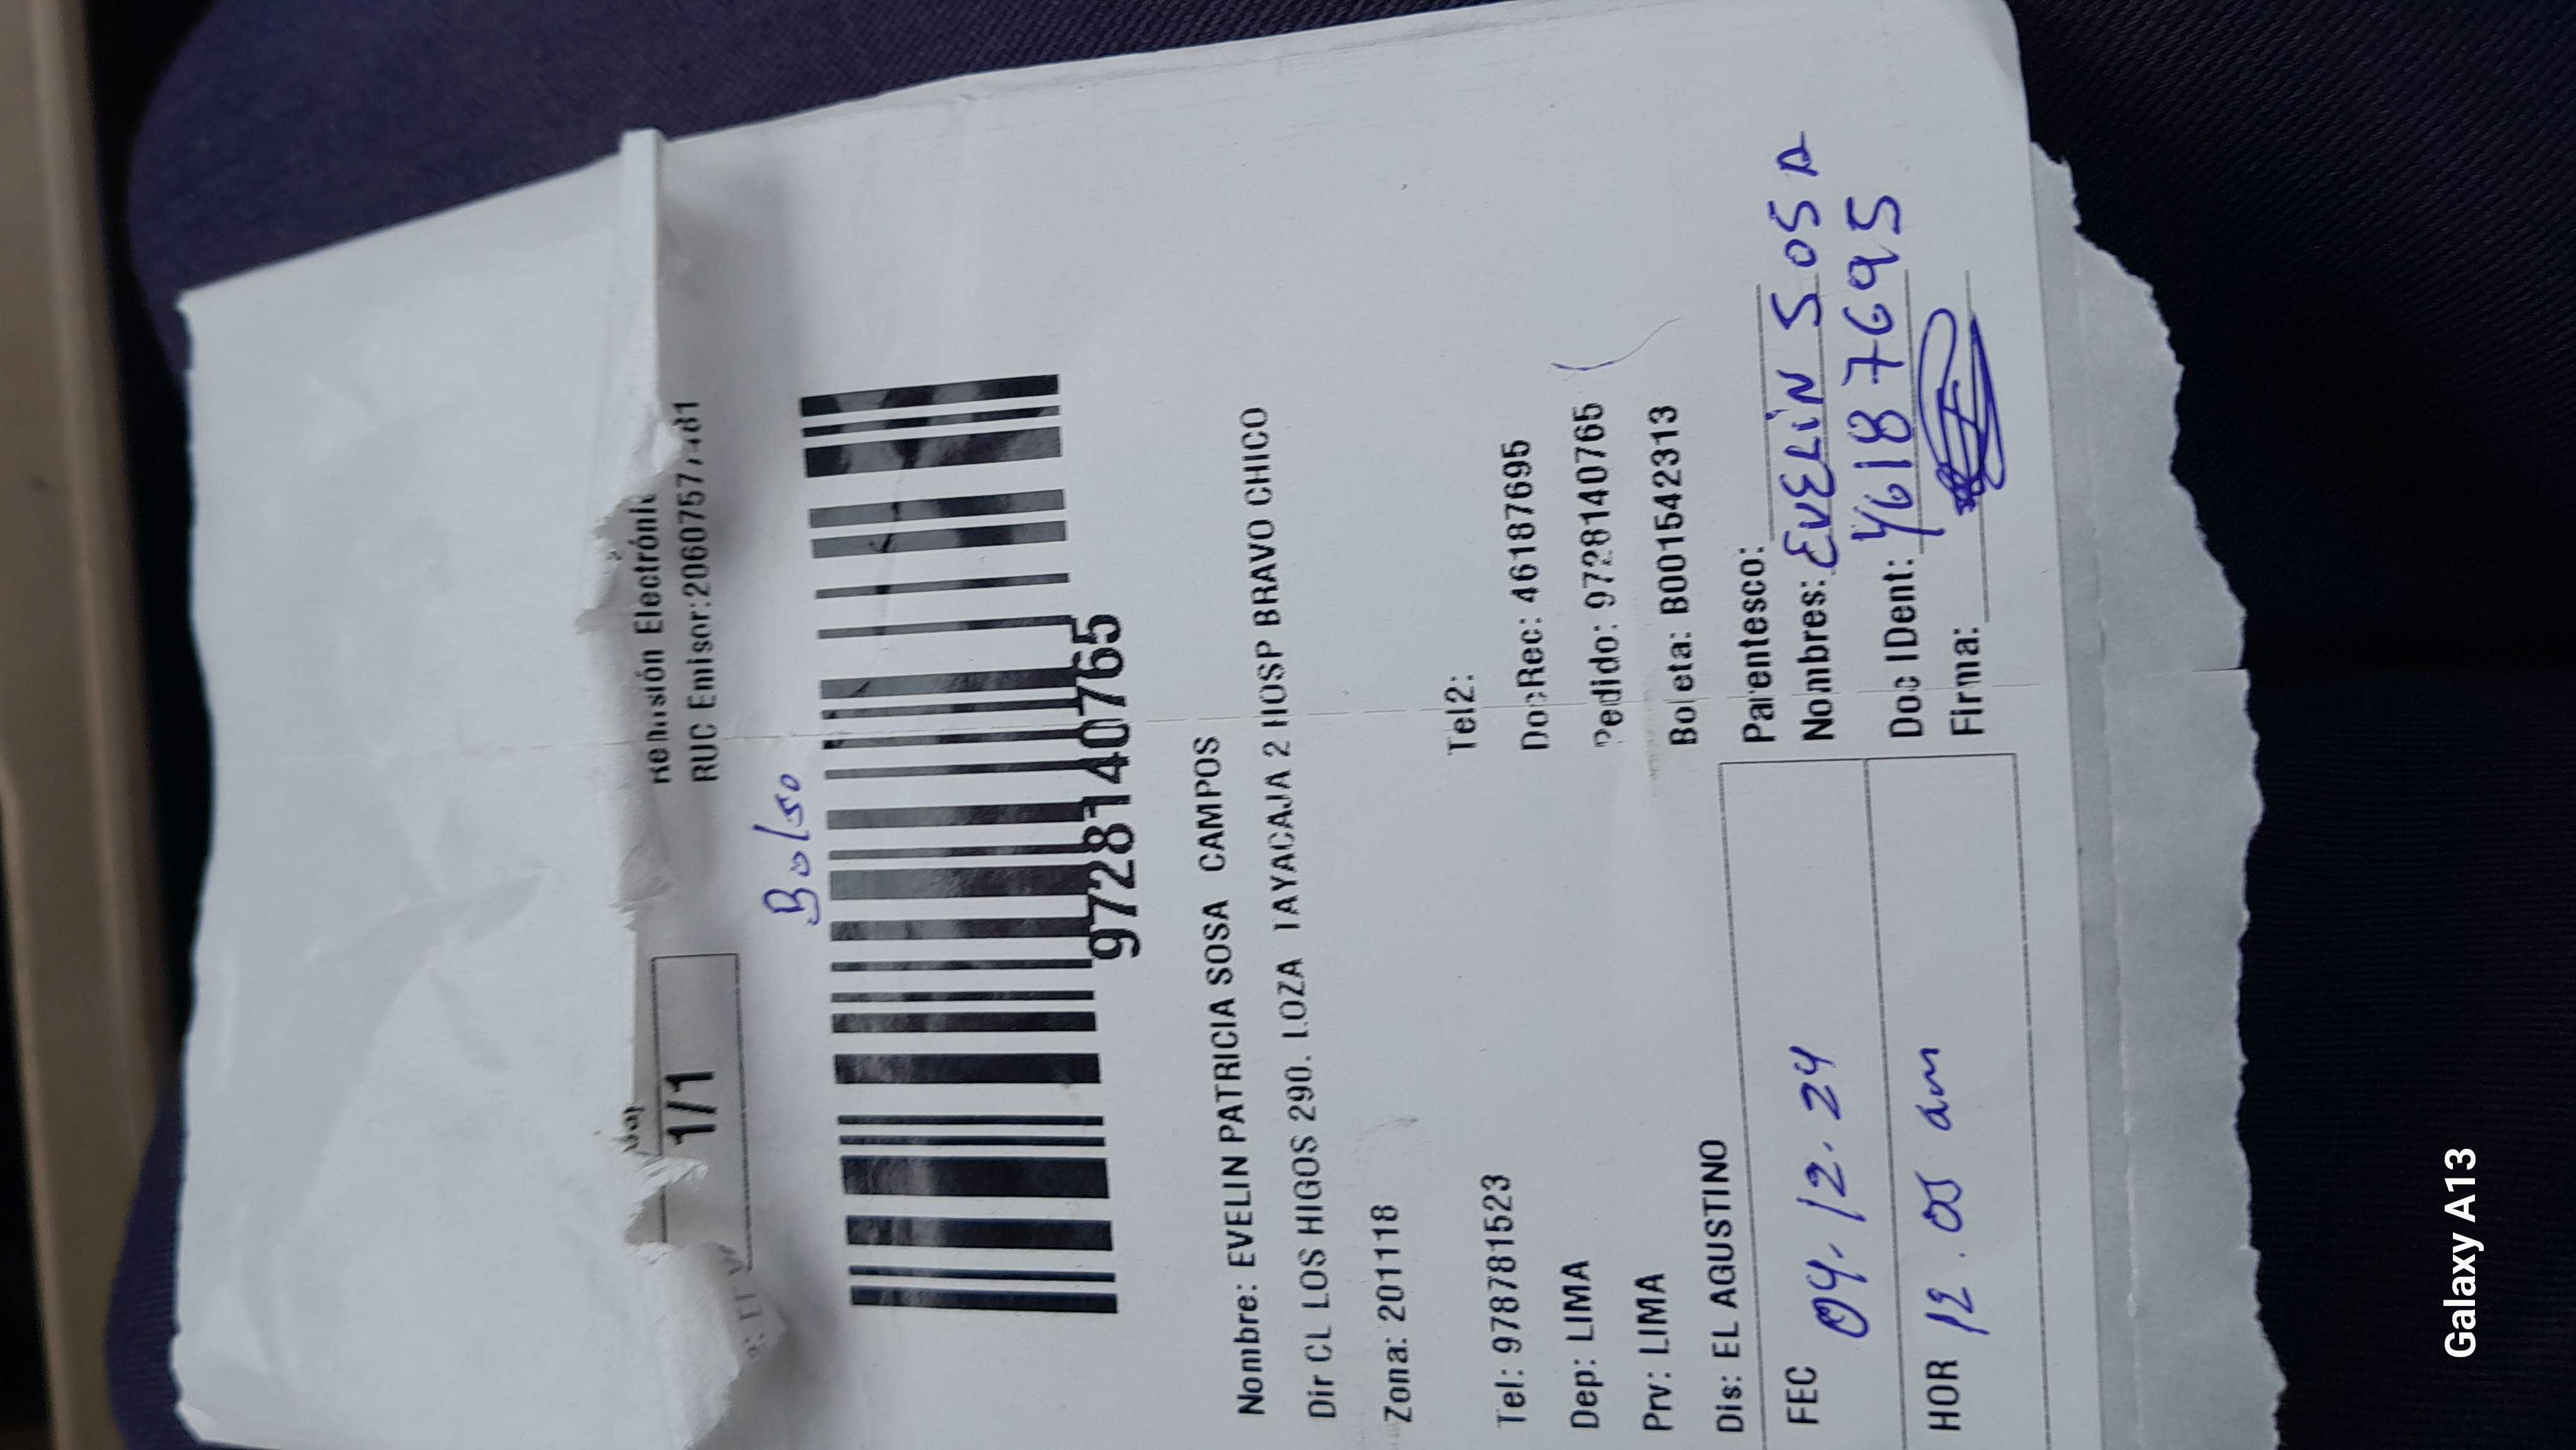 Remisión Electrónic
RUC Emisor:
1/1
Bolso
9728140765
Nombre: EVELIN PATRICIA SOSA CAMPOS
Dir CL LOS HIGOS 290. LOZA TAYACAJA 2 HOSP BRAVO CHICO
Zona: 201118
Tel: 978781523 Tel2:
Dep: LIMA DocRec: 46187695
Prv: LIMA Pedido: 9728140765
Dis: EL AGUSTINO Boleta: B001542313
Parentesco:
FEC 04.12.24 Nombres: EVELIN SOSA
Doc IDent: 46187695
HOR 12.05 am Firma:
Galaxy A13